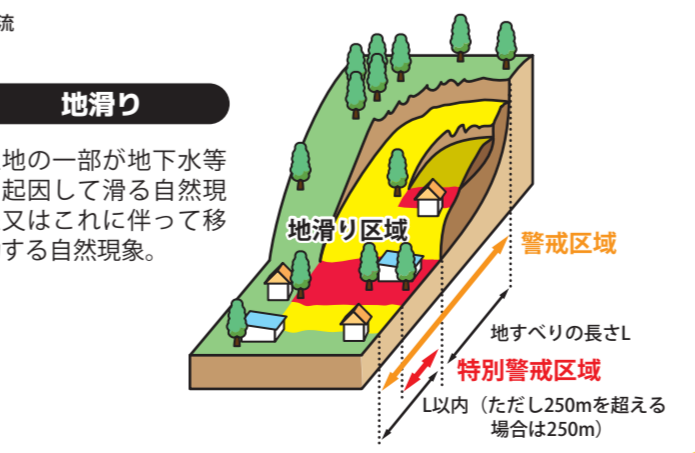 流
地滑り
地の一部が地下水等
起因して滑る自然現
又はこれに伴って移
する自然現象。
地滑り区域
警戒区域
地すべりの長さL
特別警戒区域
L以内（ただし250mを超える
場合は250m）